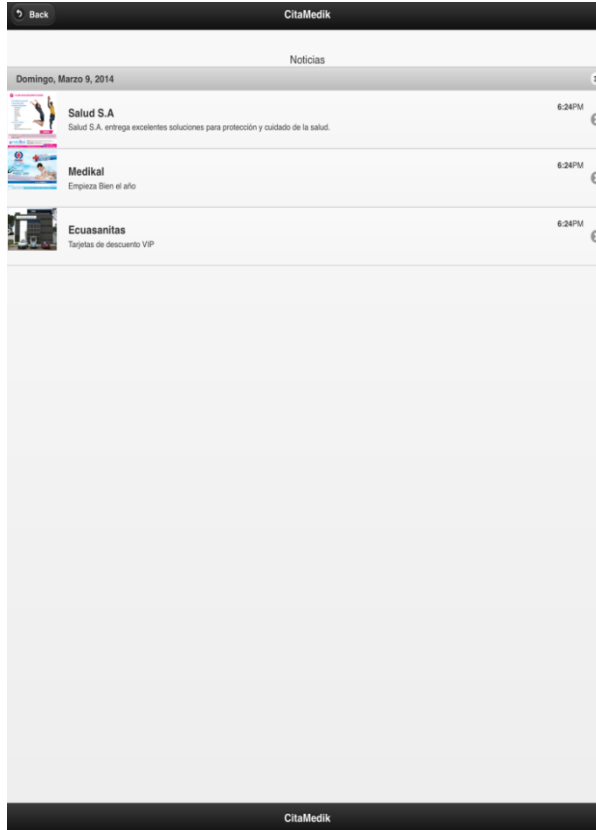 Back
CitaMedik
Noticias
Domingo, Marzo 9, 2014
Salud S.A
6:24PM
Salud S.A. entrega excelentes soluciones para protección y cuidado de la salud.
Medikal
6:24PM
Empieza Bien el año
Ecuasanitas
6:24PM
Tarjetas de descuento VIP
CitaMedik